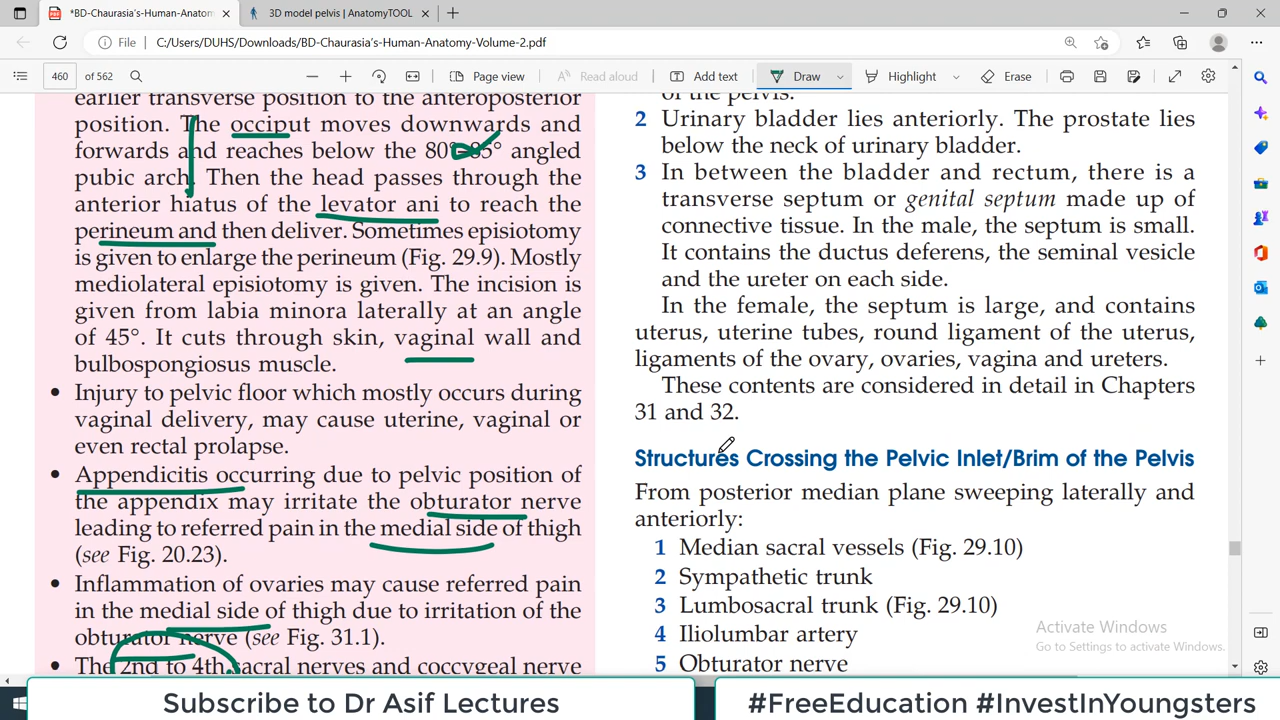 *BD-Chaurasia's-Human-Anatom
3D model pelvis | AnatomyTOOL
File
C:/Users/DUHS/Downloads/BD-Chaurasia's-Human-Anatomy-Volume-2.pdf
460 of 562
Page view
Read aloud
Add text
Draw
Highlight
Erase
earlier transverse position to the anteroposterior
position. The occiput moves downwards and
forwards and reaches below the 80°–85° angled
pubic arch. Then the head passes through the
anterior hiatus of the levator ani to reach the
perineum and then deliver. Sometimes episiotomy
is given to enlarge the perineum (Fig. 29.9). Mostly
mediolateral episiotomy is given. The incision is
given from labia minora laterally at an angle
of 45°. It cuts through skin, vaginal wall and
bulbospongiosus muscle.
• Injury to pelvic floor which mostly occurs during
vaginal delivery, may cause uterine, vaginal or
even rectal prolapse.
• Appendicitis occurring due to pelvic position of
the appendix may irritate the obturator nerve
leading to referred pain in the medial side of thigh
(see Fig. 20.23).
• Inflammation of ovaries may cause referred pain
in the medial side of thigh due to irritation of the
obturator nerve (see Fig. 31.1).
• The 2nd to 4th sacral nerves and coccygeal nerve
of the pelvis.
2 Urinary bladder lies anteriorly. The prostate lies
below the neck of urinary bladder.
3 In between the bladder and rectum, there is a
transverse septum or genital septum made up of
connective tissue. In the male, the septum is small.
It contains the ductus deferens, the seminal vesicle
and the ureter on each side.
In the female, the septum is large, and contains
uterus, uterine tubes, round ligament of the uterus,
ligaments of the ovary, ovaries, vagina and ureters.
These contents are considered in detail in Chapters
31 and 32.
Structures Crossing the Pelvic Inlet/Brim of the Pelvis
From posterior median plane sweeping laterally and
anteriorly:
1 Median sacral vessels (Fig. 29.10)
2 Sympathetic trunk
3 Lumbosacral trunk (Fig. 29.10)
4 Iliolumbar artery
5 Obturator nerve
Activate Windows
Go to Settings to activate Windows.
Subscribe to Dr Asif Lectures
#FreeEducation #InvestInYoungsters